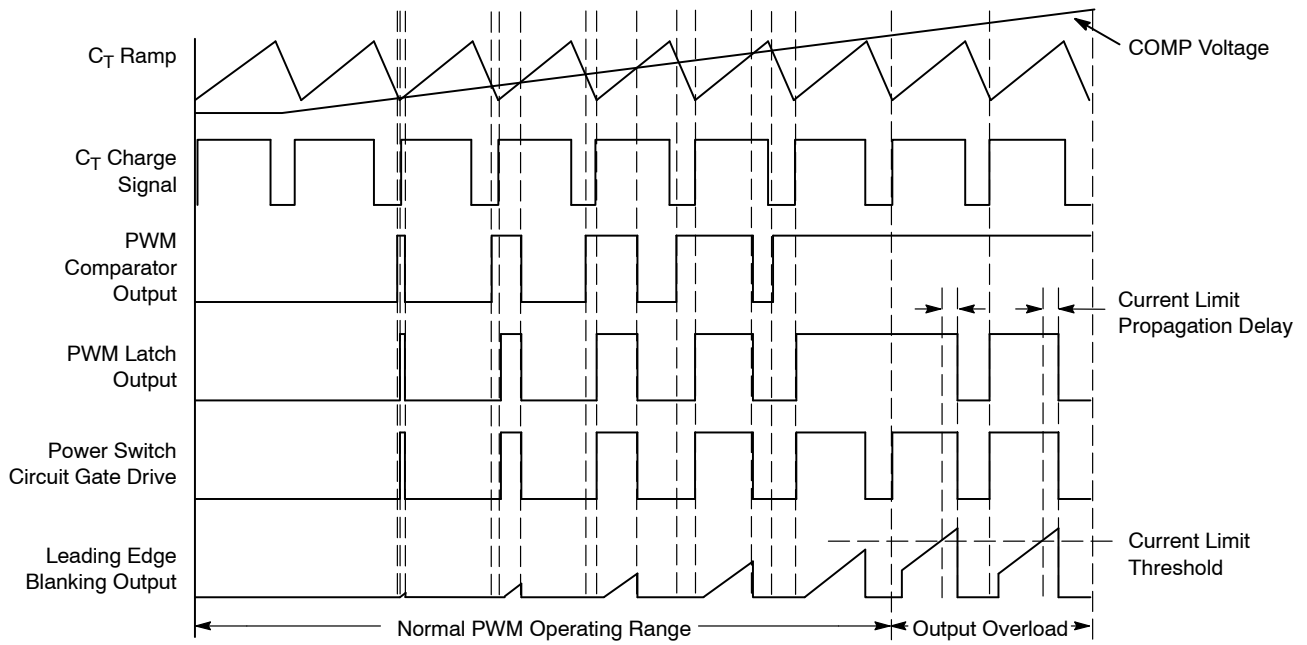 C_T Ramp
COMP Voltage
C_T Charge
Signal
PWM
Comparator
Output
Current Limit
Propagation Delay
PWM Latch
Output
Power Switch
Circuit Gate Drive
Leading Edge
Blanking Output
Current Limit
Threshold
Normal PWM Operating Range
Output Overload